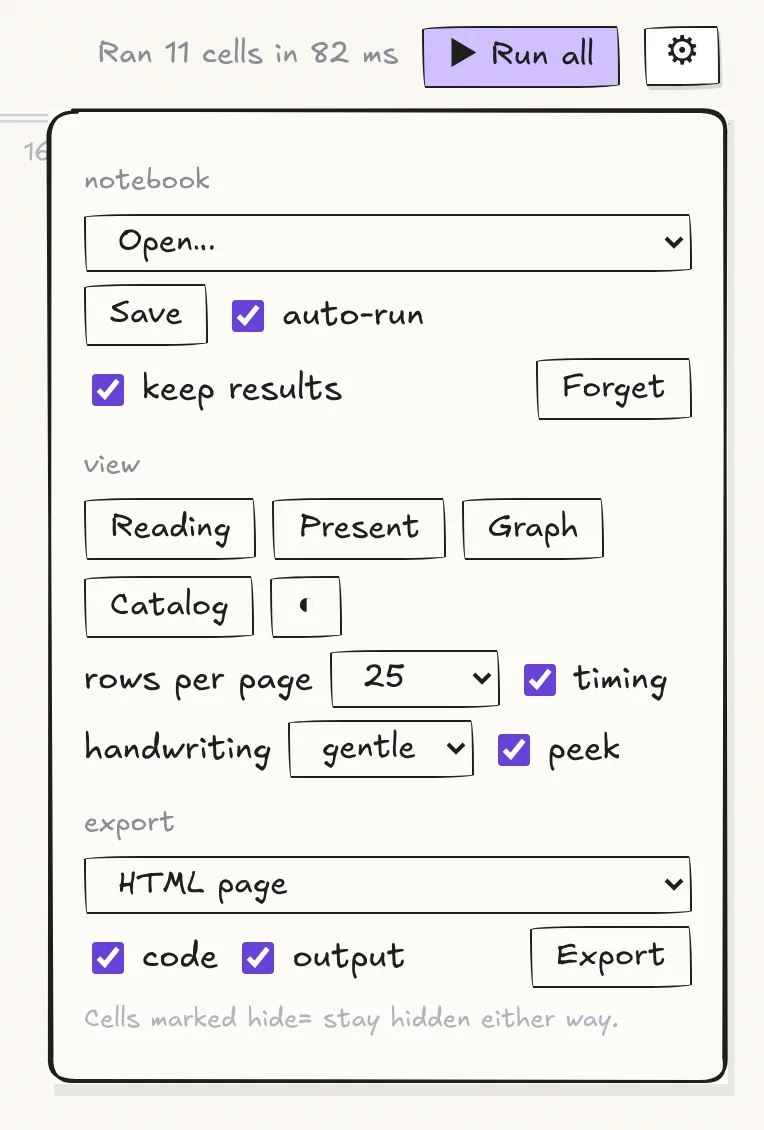 Ran 11 cells in 82 ms ▶ Run all ⚙
16
notebook
Open...
Save auto-run
keep results Forget
view
Reading Present Graph
Catalog
rows per page 25 timing
handwriting gentle peek
export
HTML page
code output Export
Cells marked hide= stay hidden either way.